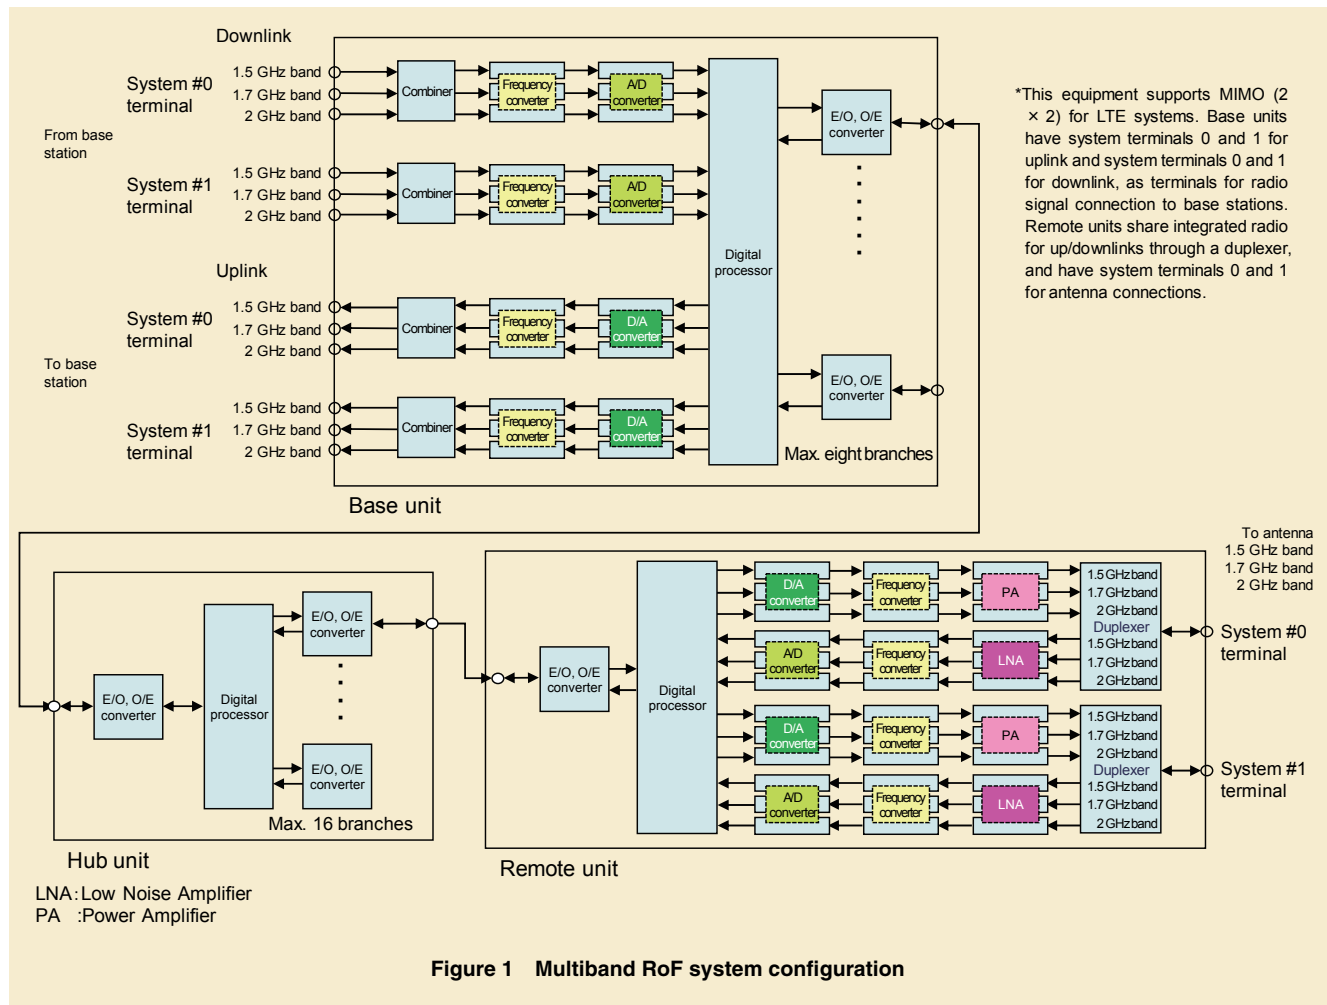 Downlink
System #0
terminal
1.5 GHz band
1.7 GHz band
2 GHz band
Combiner
Frequency
converter
A/D
converter
From base
station
System #1
terminal
1.5 GHz band
1.7 GHz band
2 GHz band
Combiner
Frequency
converter
A/D
converter
Digital
processor
E/O, O/E
converter
Uplink
System #0
terminal
1.5 GHz band
1.7 GHz band
2 GHz band
Combiner
Frequency
converter
D/A
converter
To base
station
System #1
terminal
1.5 GHz band
1.7 GHz band
2 GHz band
Combiner
Frequency
converter
D/A
converter
E/O, O/E
converter
Max. eight branches
Base unit
*This equipment supports MIMO (2
× 2) for LTE systems. Base units
have system terminals 0 and 1 for
uplink and system terminals 0 and 1
for downlink, as terminals for radio
signal connection to base stations.
Remote units share integrated radio
for up/downlinks through a duplexer,
and have system terminals 0 and 1
for antenna connections.
E/O, O/E
converter
Digital
processor
E/O, O/E
converter
E/O, O/E
converter
Max. 16 branches
Hub unit
E/O, O/E
converter
Digital
processor
D/A
converter
Frequency
converter
PA
A/D
converter
Frequency
converter
LNA
1.5 GHz band
1.7 GHz band
2 GHz band
Duplexer
1.5 GHz band
1.7 GHz band
2 GHz band
D/A
converter
Frequency
converter
PA
A/D
converter
Frequency
converter
LNA
1.5 GHz band
1.7 GHz band
2 GHz band
Duplexer
1.5 GHz band
1.7 GHz band
2 GHz band
To antenna
1.5 GHz band
1.7 GHz band
2 GHz band
System #0
terminal
System #1
terminal
Remote unit
LNA:Low Noise Amplifier
PA :Power Amplifier
Figure 1 Multiband RoF system configuration